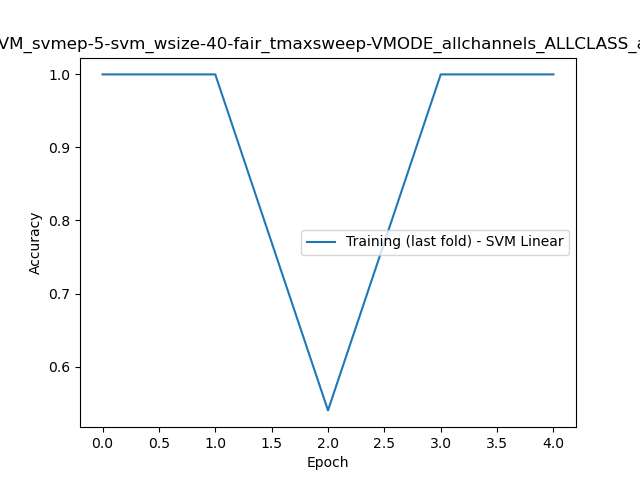 VM_svmep-5-svm_wsize-40-fair_tmaxsweep-VMODE_allchannels_ALLCLASS_a
1.0
0.9
0.8
0.7
0.6
Accuracy
Training (last fold) - SVM Linear
0.0 0.5 1.0 1.5 2.0 2.5 3.0 3.5 4.0
Epoch